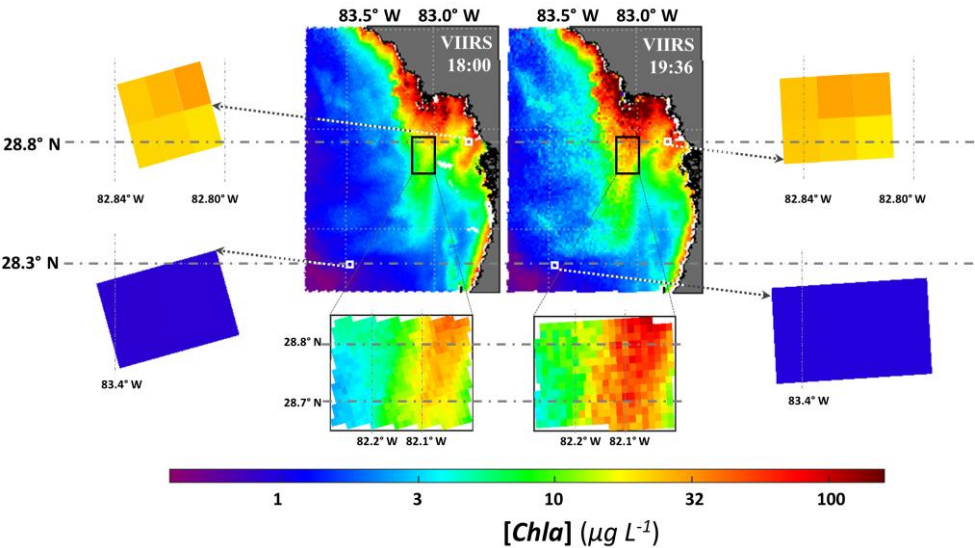 83.5° W 83.0° W 83.5° W 83.0° W
VIIRS
18:00
VIIRS
19:36
28.8° N
82.84° W 82.80° W
82.84° W 82.80° W
28.3° N
83.4° W
83.4° W
28.8° N
28.7° N
82.2° W 82.1° W
82.2° W 82.1° W
1 3 10 32 100
[Chla] (µg L⁻¹)